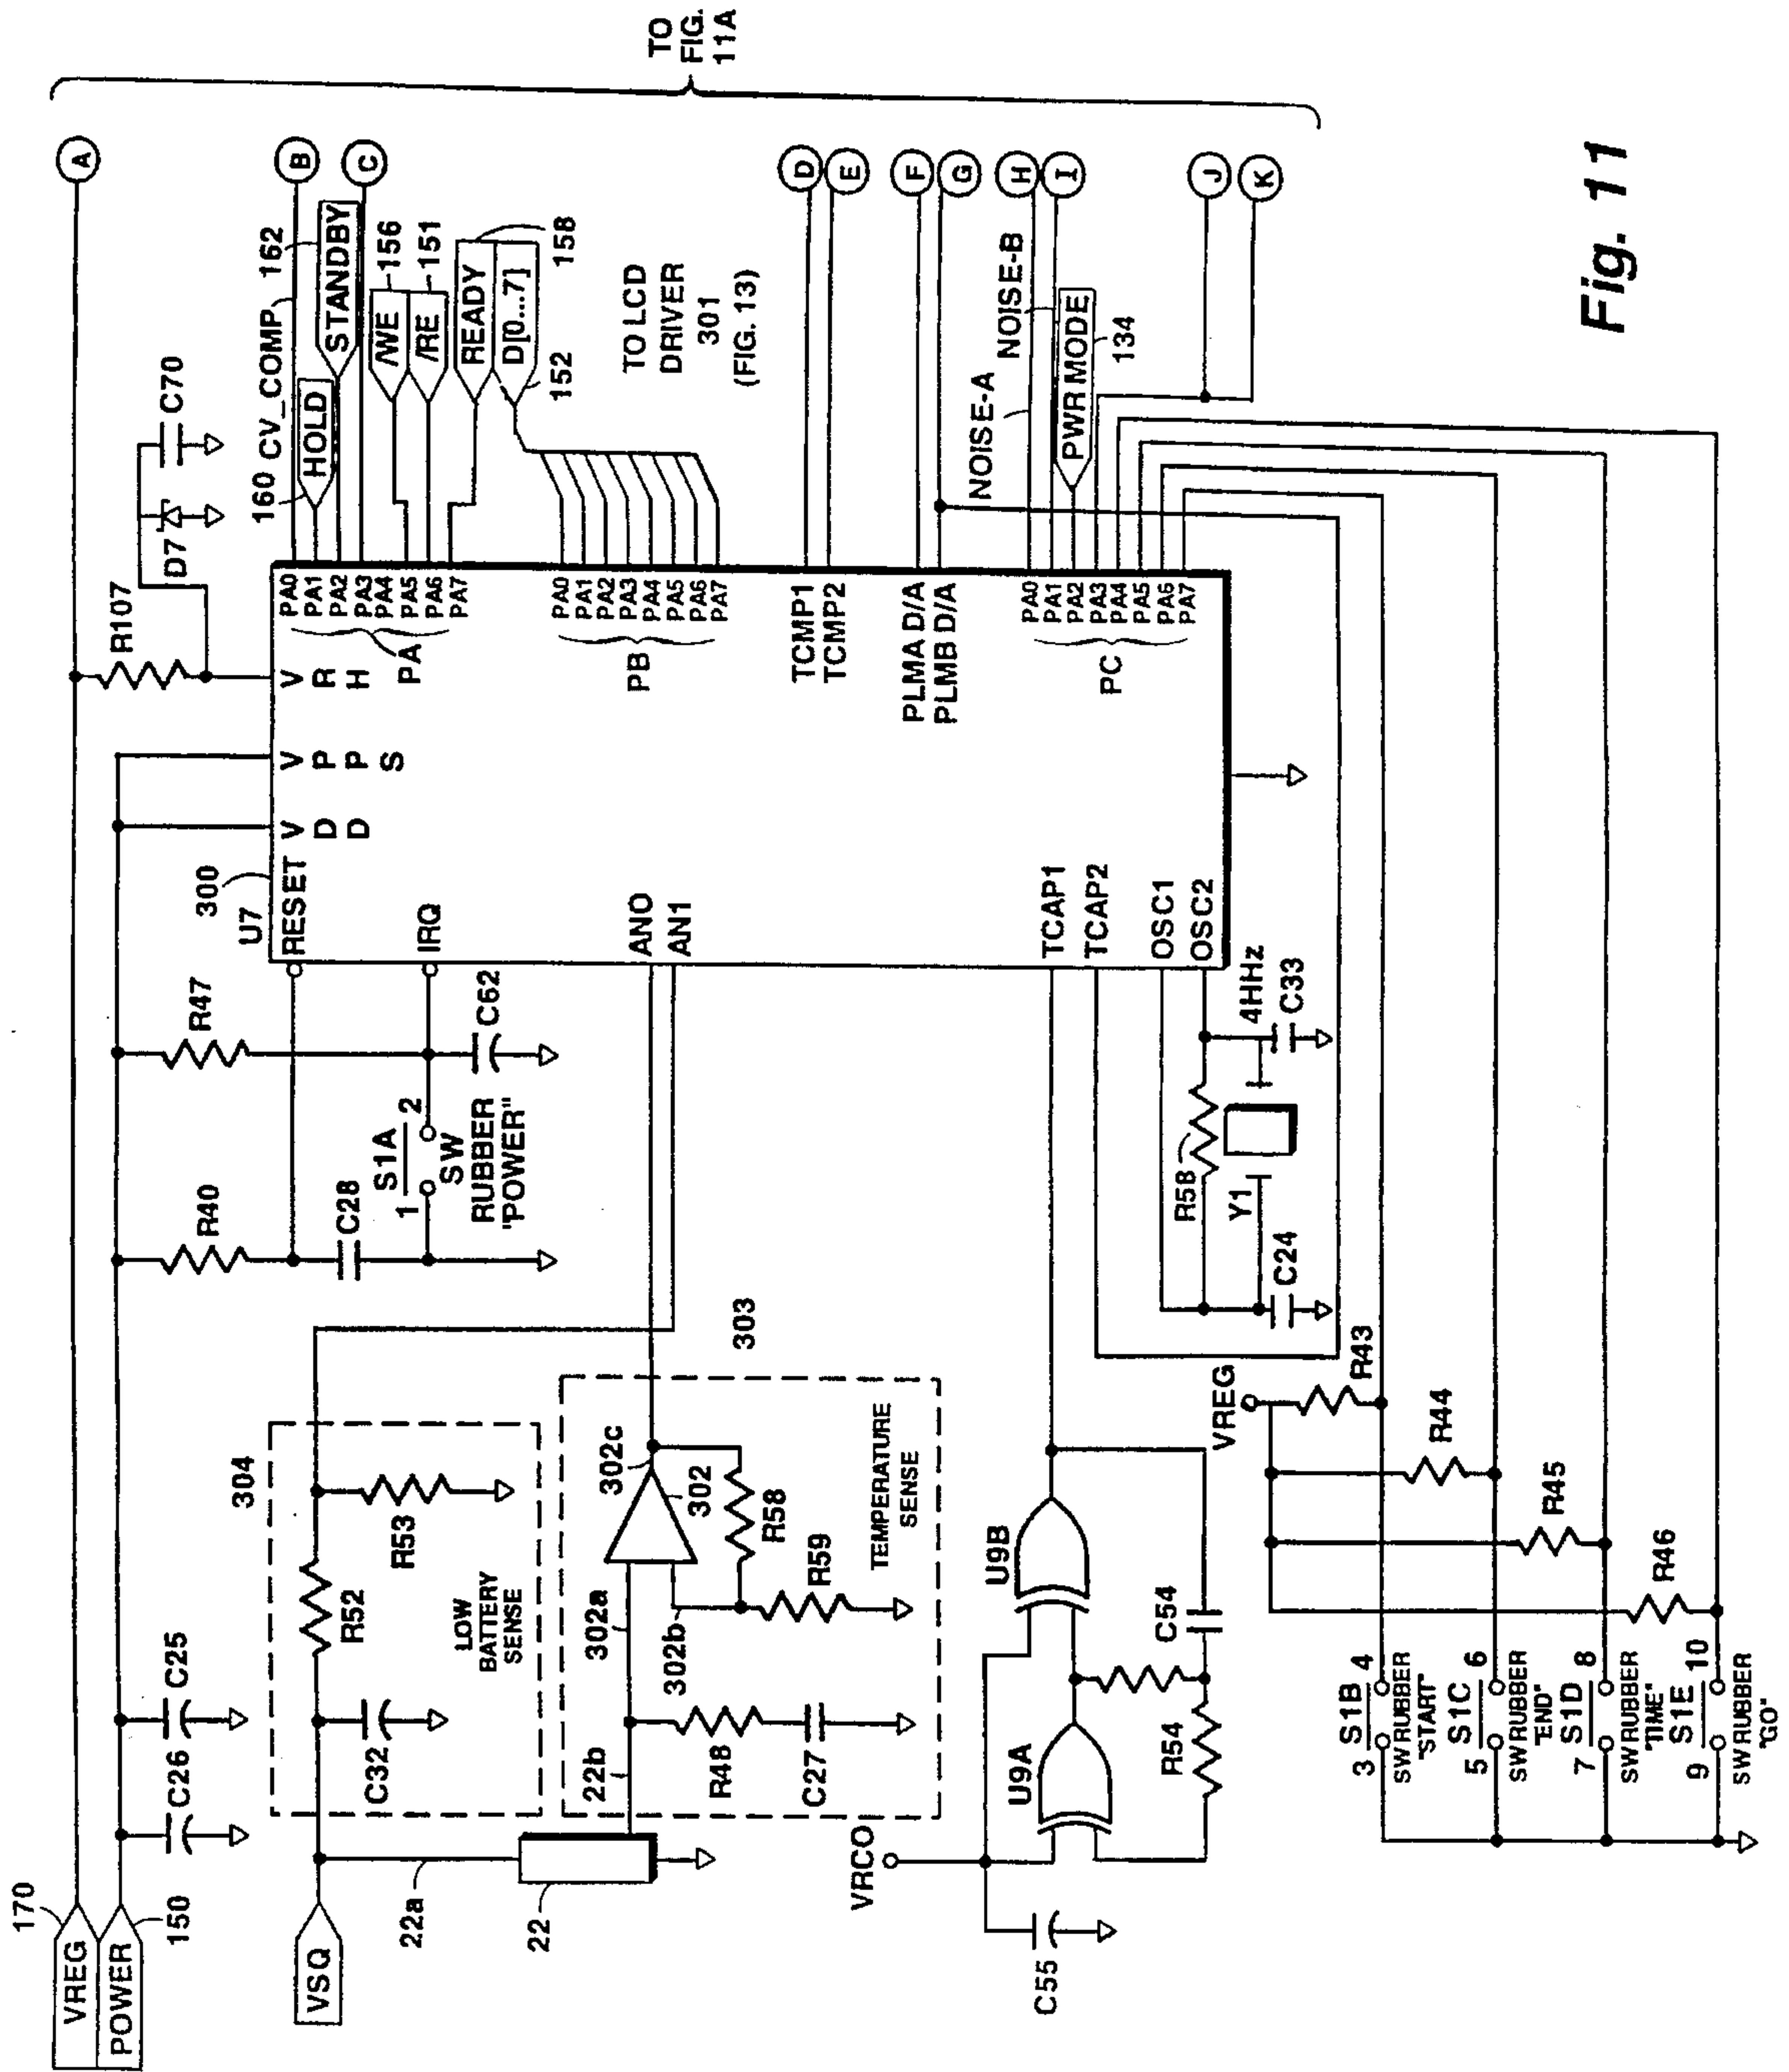 TO
FIG.
11A
A
B
C
D
E
F
G
H
I
J
K
Fig. 11
170
VREG
POWER
150
C26
C25
R40
R47
R107
D7
C70
160
CV_COMP
162
HOLD
STANDBY
/WE
156
/RE
151
READY
158
D[0...7]
152
TO LCD
DRIVER
301
(FIG. 13)
300
U7
RESET
IRQ
V
D
D
V
P
P
S
V
R
H
PA0
PA1
PA2
PA3
PA4
PA5
PA6
PA7
PA
PA0
PA1
PA2
PA3
PA4
PA5
PA6
PA7
PB
TCMP1
TCMP2
PLMA D/A
PLMB D/A
PA0
PA1
PA2
PA3
PA4
PA5
PA6
PA7
PC
NOISE-A
NOISE-B
PWR MODE
134
AN0
AN1
TCAP1
TCAP2
OSC1
OSC2
C28
S1A
1
2
SW
RUBBER
"POWER"
C62
VSQ
304
R52
R53
C32
LOW
BATTERY
SENSE
22a
22
22b
303
302a
302b
302c
302
R58
R59
R48
C27
TEMPERATURE
SENSE
VRCO
C55
U9A
U9B
R54
C54
R58
Y1
4HHz
C24
C33
VREG
R43
R44
R45
R46
S1B
3
4
SW RUBBER
"START"
S1C
5
6
SW RUBBER
"END"
S1D
7
8
SW RUBBER
"TIME"
S1E
9
10
SW RUBBER
"GO"